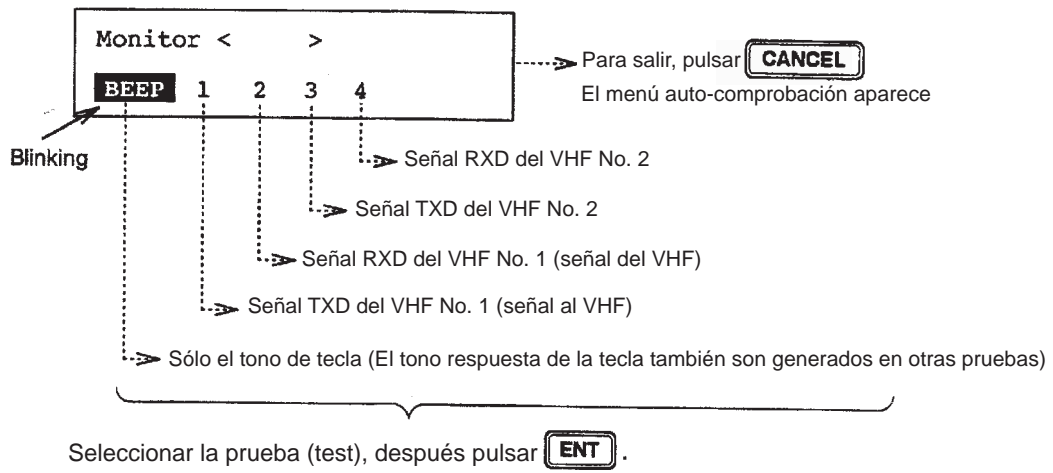 Monitor <      >
BEEP 1 2 3 4
Para salir, pulsar CANCEL
El menú auto-comprobación aparece
Blinking
Señal RXD del VHF No. 2
Señal TXD del VHF No. 2
Señal RXD del VHF No. 1 (señal del VHF)
Señal TXD del VHF No. 1 (señal al VHF)
Sólo el tono de tecla (El tono respuesta de la tecla también son generados en otras pruebas)
Seleccionar la prueba (test), después pulsar ENT .